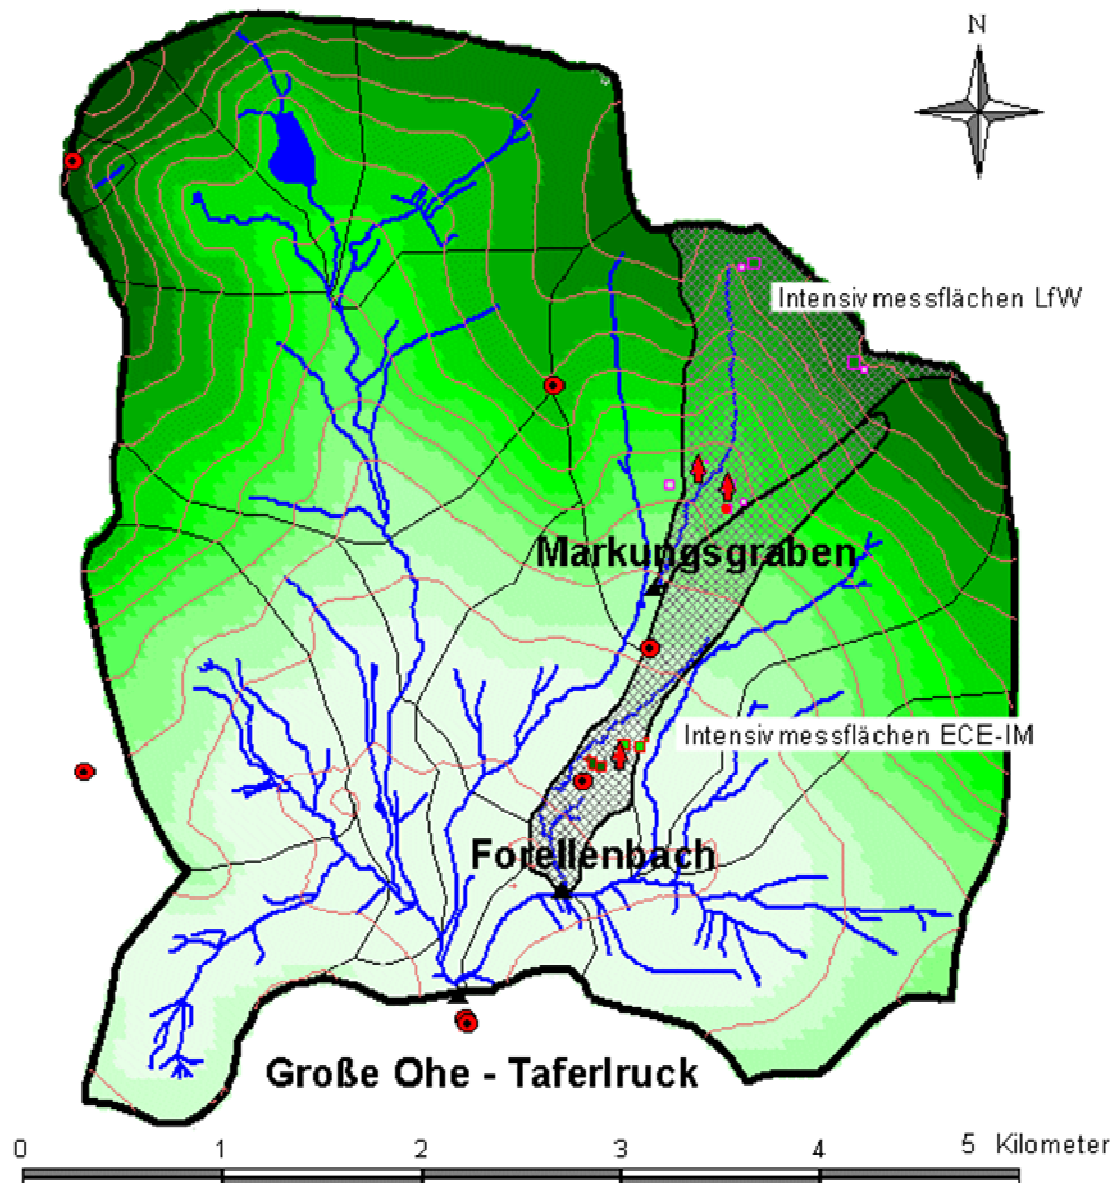 N
Intensivmessflächen LfW
Markungsgraben
Intensivmessflächen ECE-IM
Forellenbach
Große Ohe - Taferlruck
0 1 2 3 4 5 Kilometer